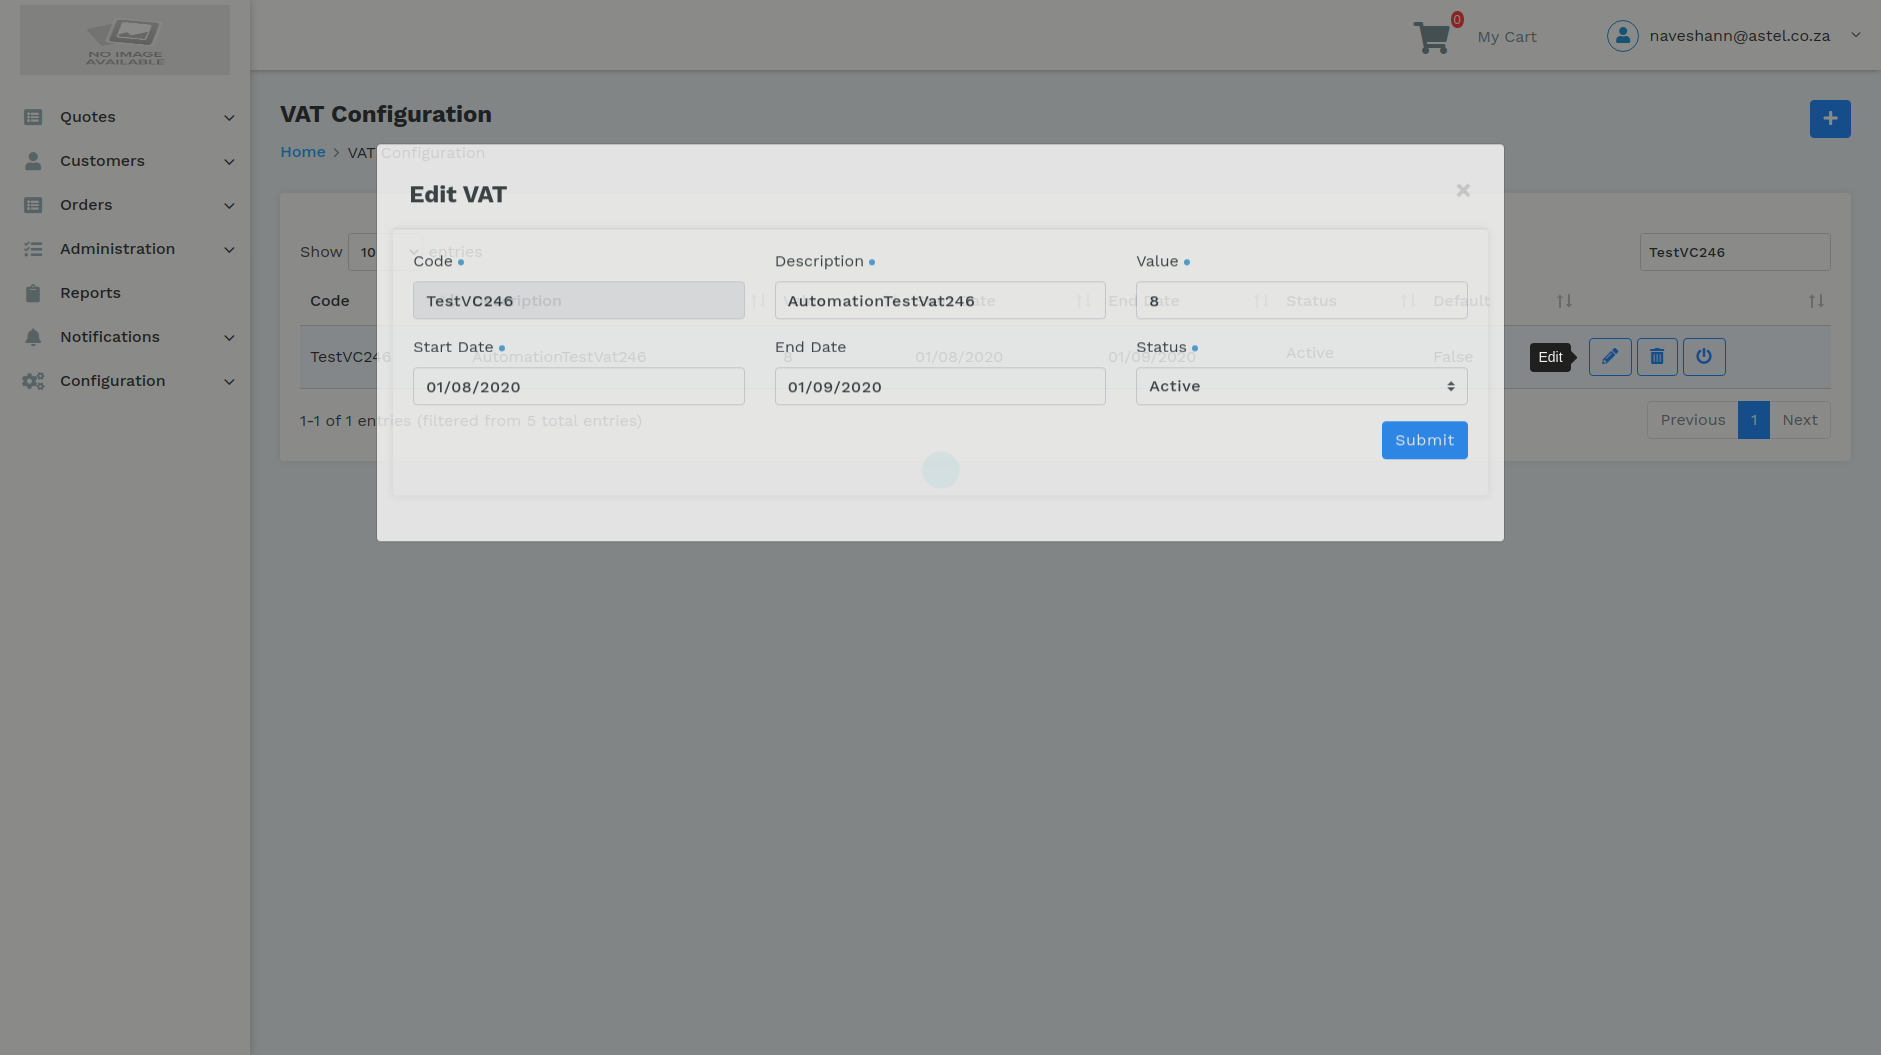 NO IMAGE
AVAILABLE
0
My Cart
naveshann@astel.co.za
Quotes
Customers
Orders
Administration
Reports
Notifications
Configuration
VAT Configuration
Home > VAT Configuration
Edit VAT
×
Show 10 entries
TestVC246
Code
Description
Value
TestVC246
AutomationTestVat246
8
Code Description Start Date End Date Status Default
Start Date
End Date
Status
01/08/2020
01/09/2020
Active
TestVC246 AutomationTestVat246 8 01/08/2020 01/09/2020 Active False
Edit
1-1 of 1 entries (filtered from 5 total entries)
Previous 1 Next
Submit